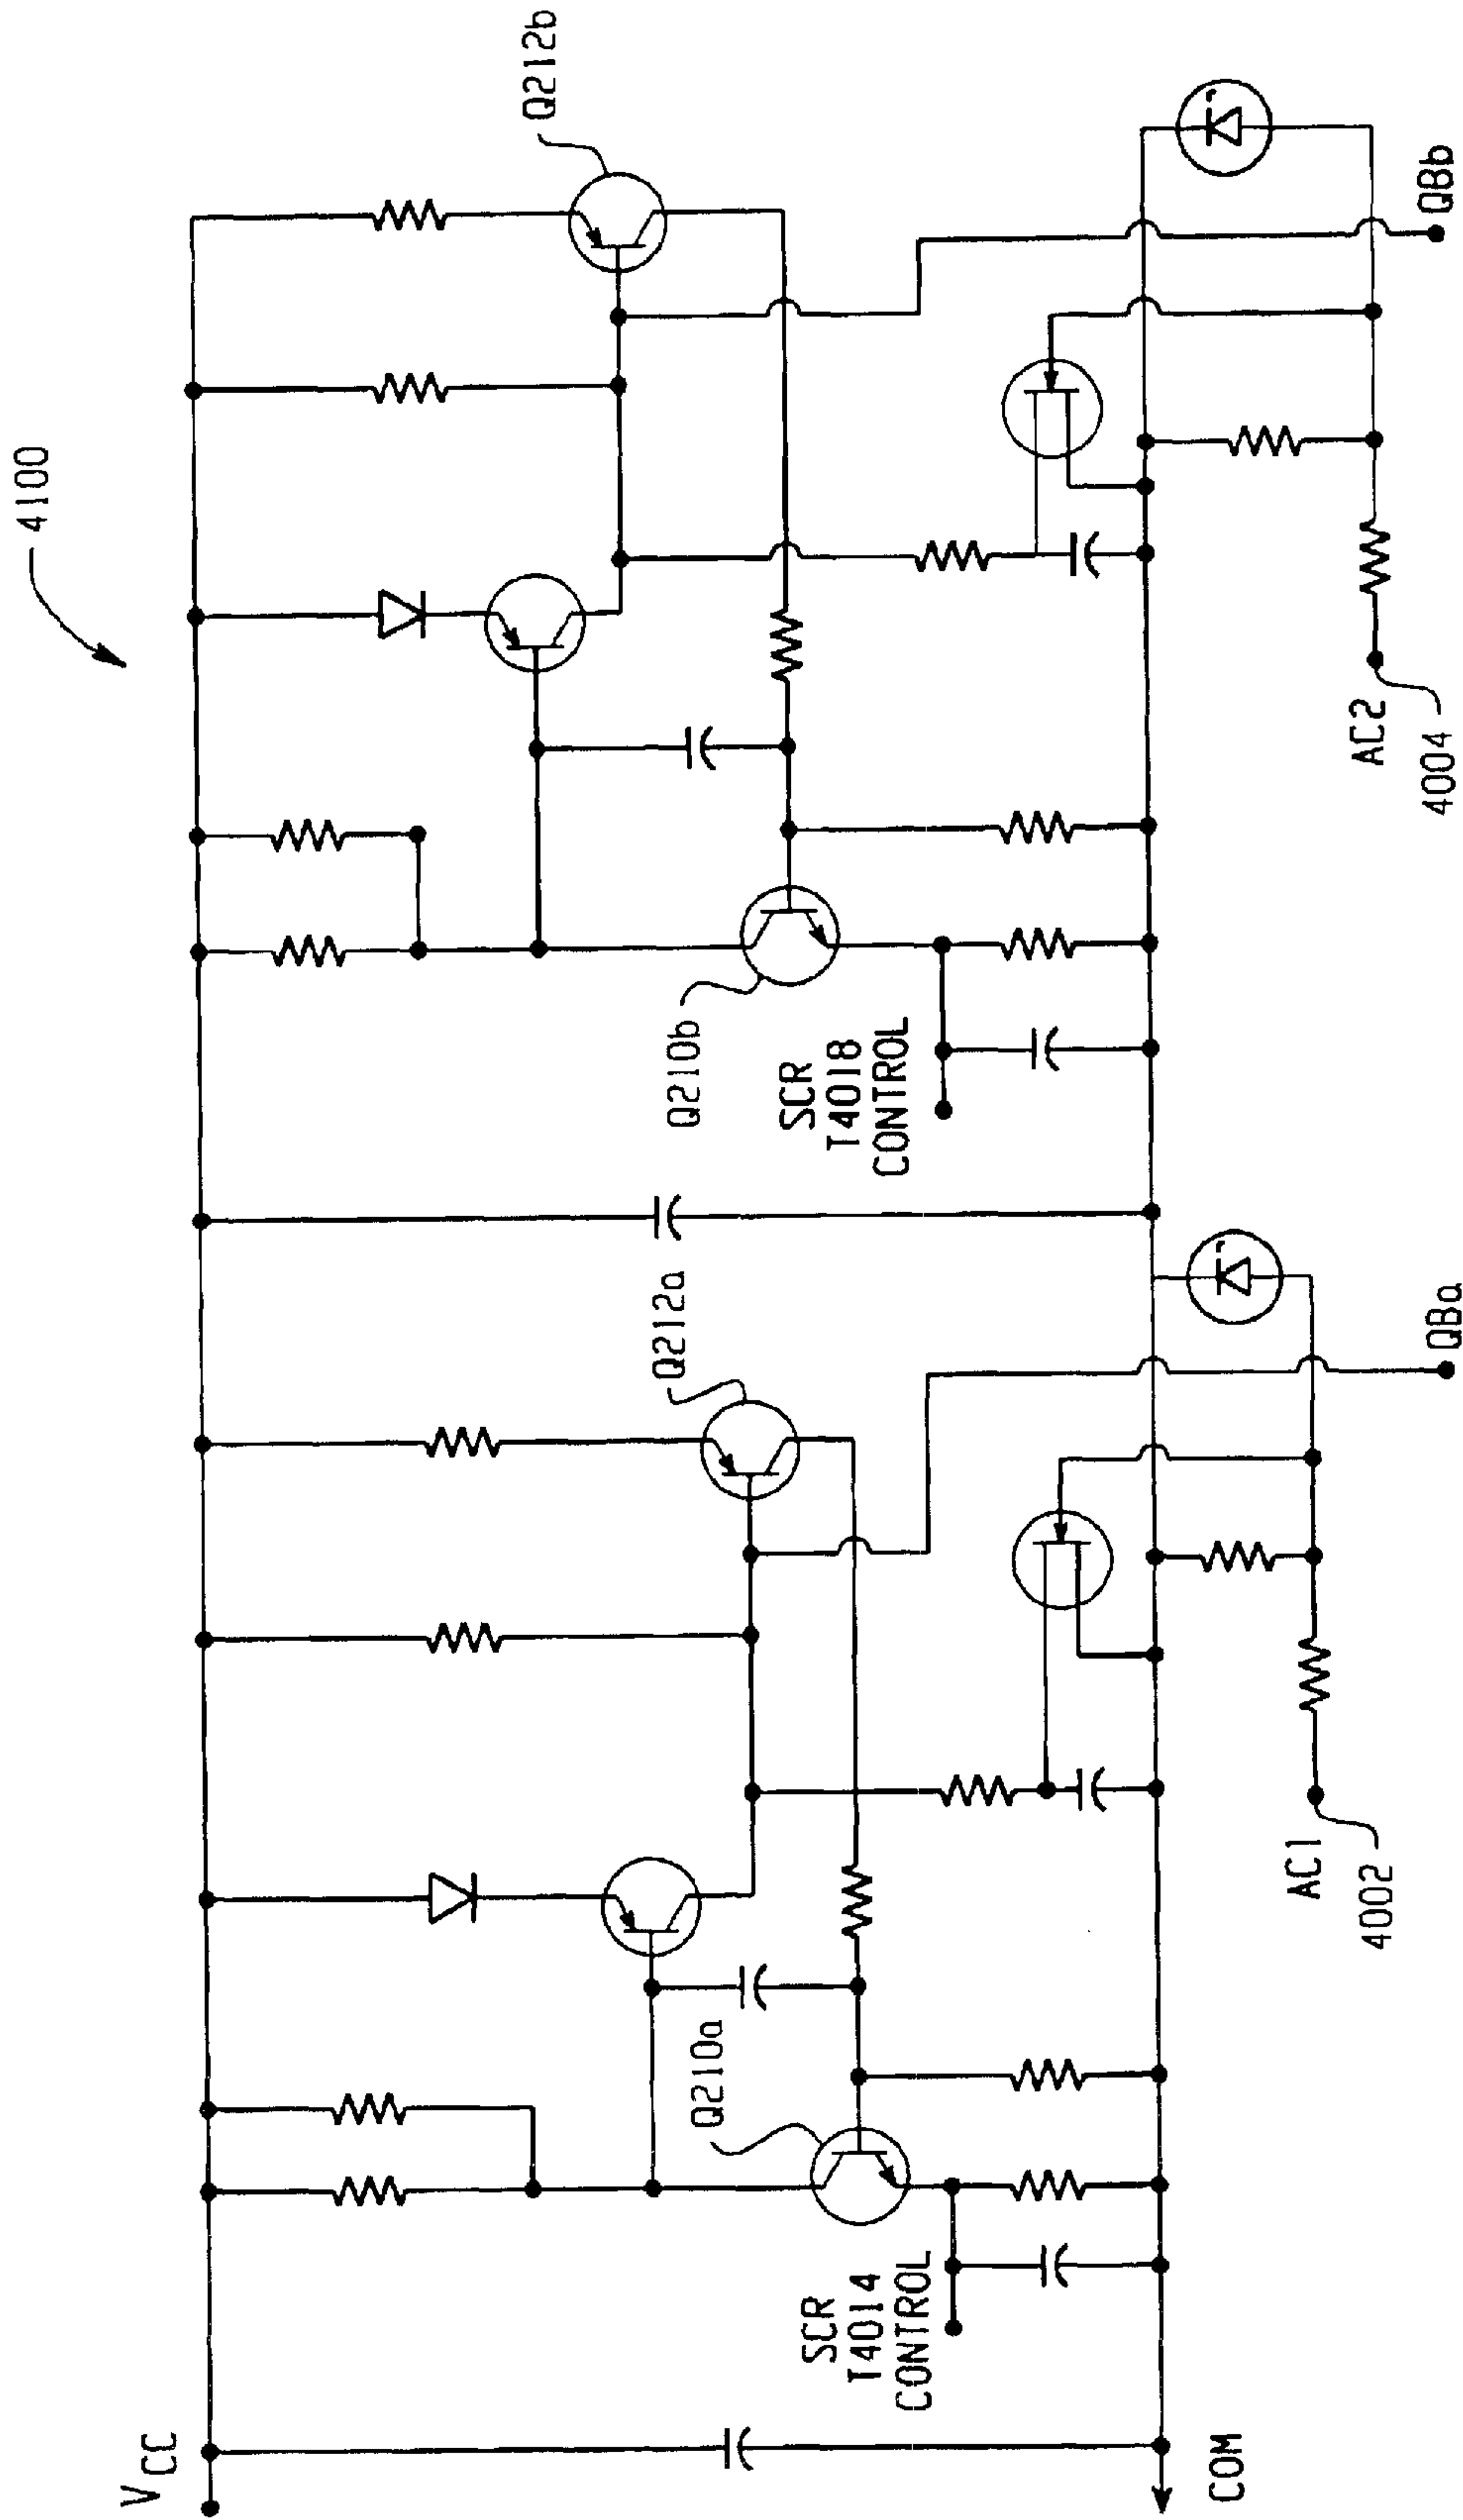 4100
VCC
SCR
T4014
CONTROL
Q210a
Q212a
SCR
T4018
CONTROL
Q210b
Q212b
COM
AC1
4002
QBa
AC2
4004
QBb